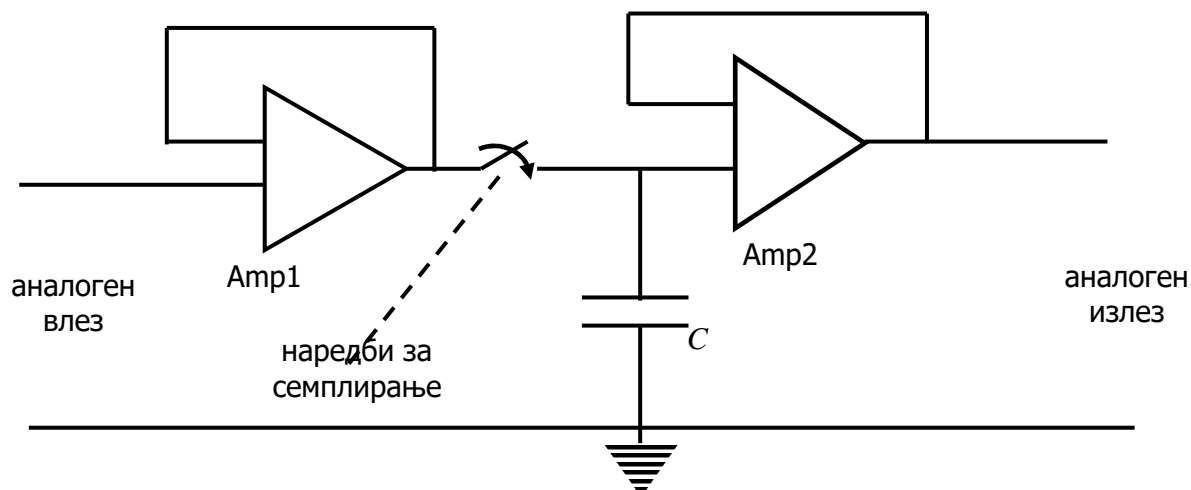 Amp1
Amp2
аналоген
влез
аналоген
излез
C
наредби за
семплирање